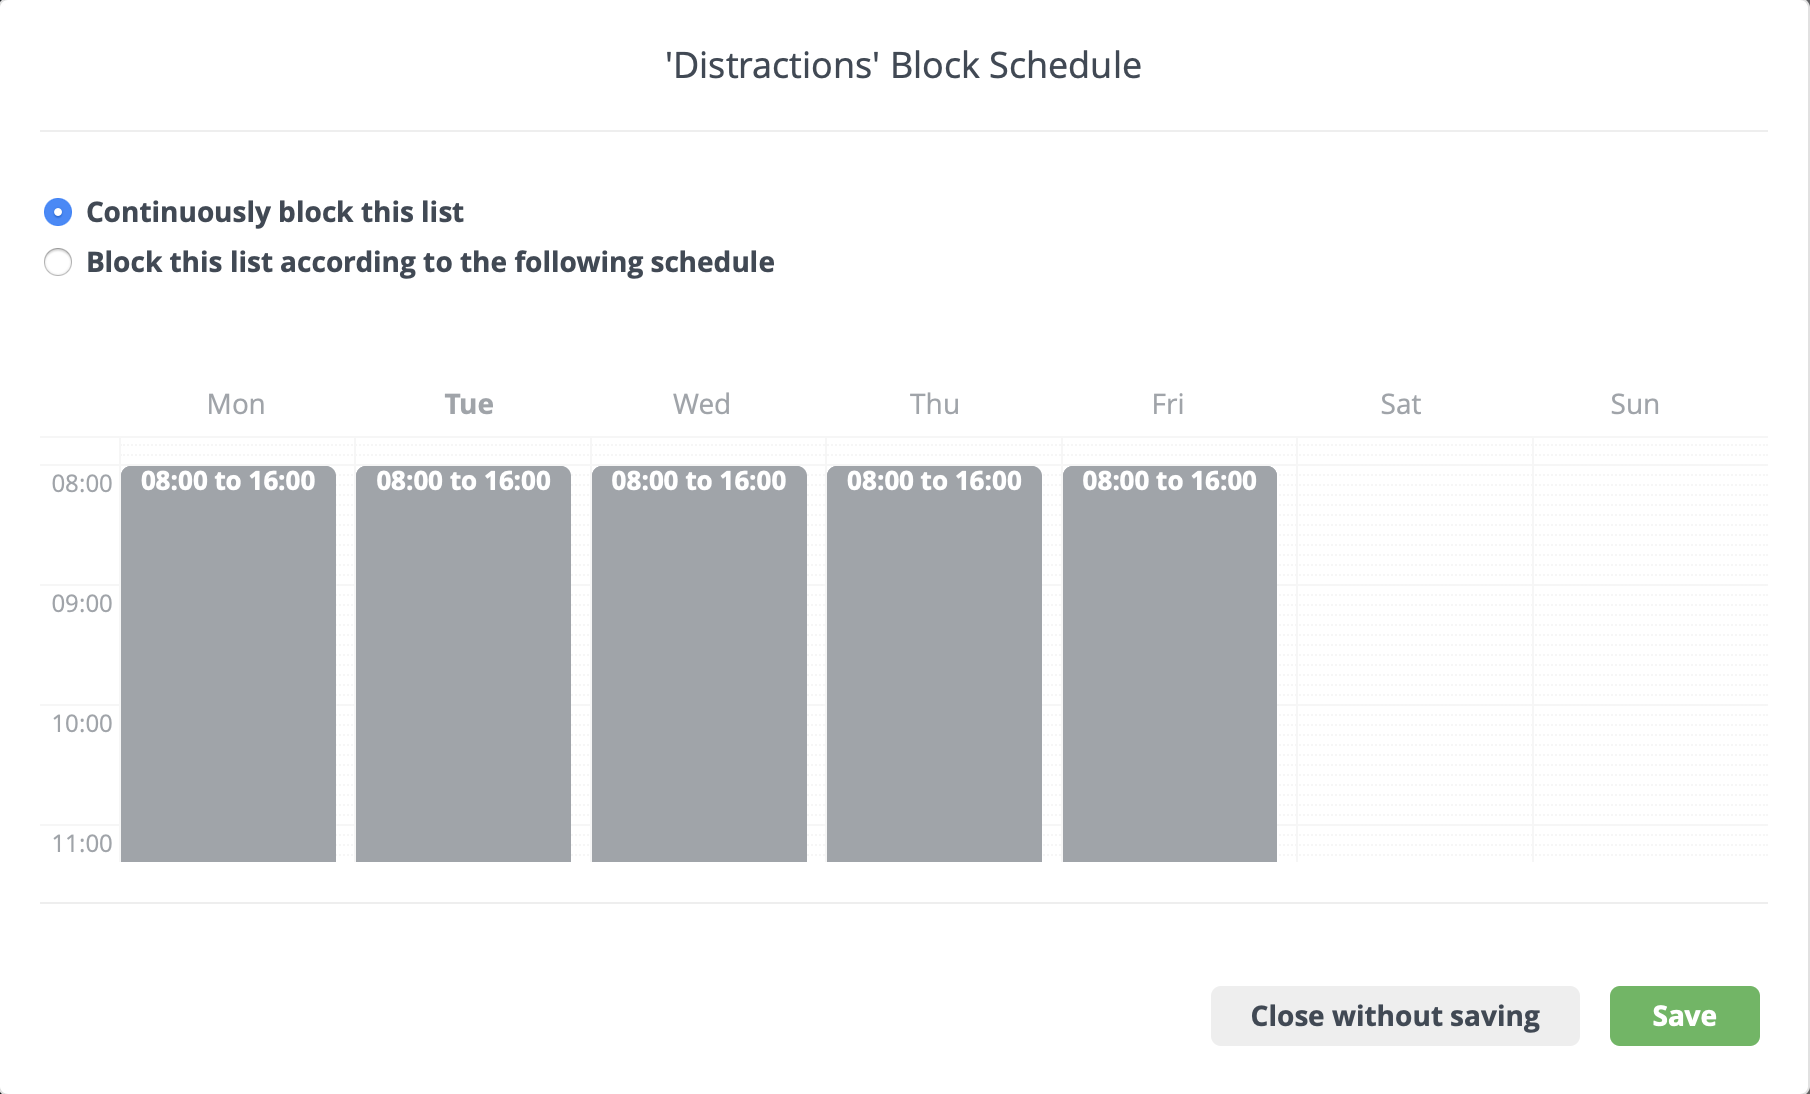 'Distractions' Block Schedule
Continuously block this list
Block this list according to the following schedule
Mon Tue Wed Thu Fri Sat Sun
08:00 08:00 to 16:00 08:00 to 16:00 08:00 to 16:00 08:00 to 16:00 08:00 to 16:00
09:00
10:00
11:00
Close without saving Save